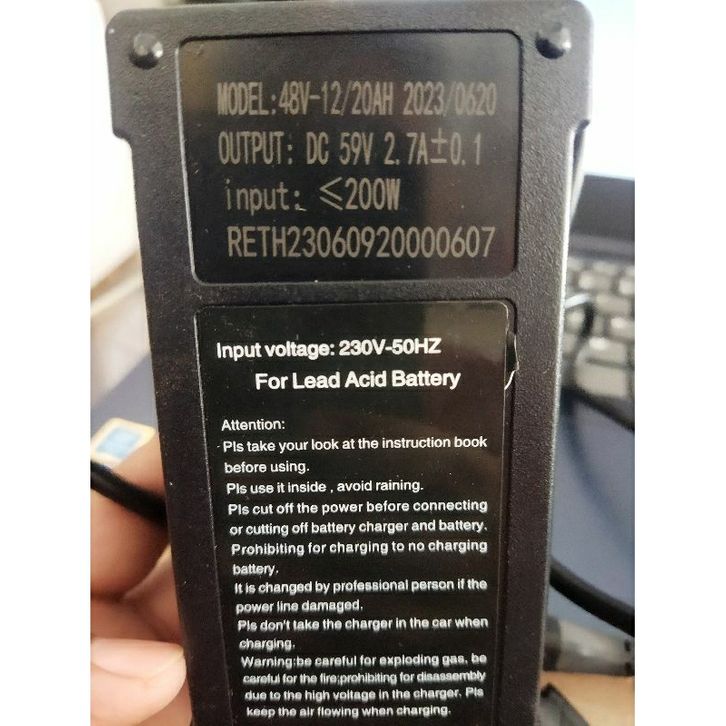 MODEL:48V-12/20AH 2023/0620
OUTPUT: DC 59V 2.7A±0.1
input: ≤200W
RETH23060920000607
Input voltage: 230V-50HZ
For Lead Acid Battery
Attention:
Pls take your look at the instruction book
before using.
Pls use it inside , avoid raining.
Pls cut off the power before connecting
or cutting off battery charger and battery.
Prohibiting for charging to no charging
battery.
It is changed by professional person if the
power line damaged.
Pls don't take the charger in the car when
charging.
Warning:be careful for exploding gas, be
careful for the fire;prohibiting for disassembly
due to the high voltage in the charger. Pls
keep the air flowing when charging.